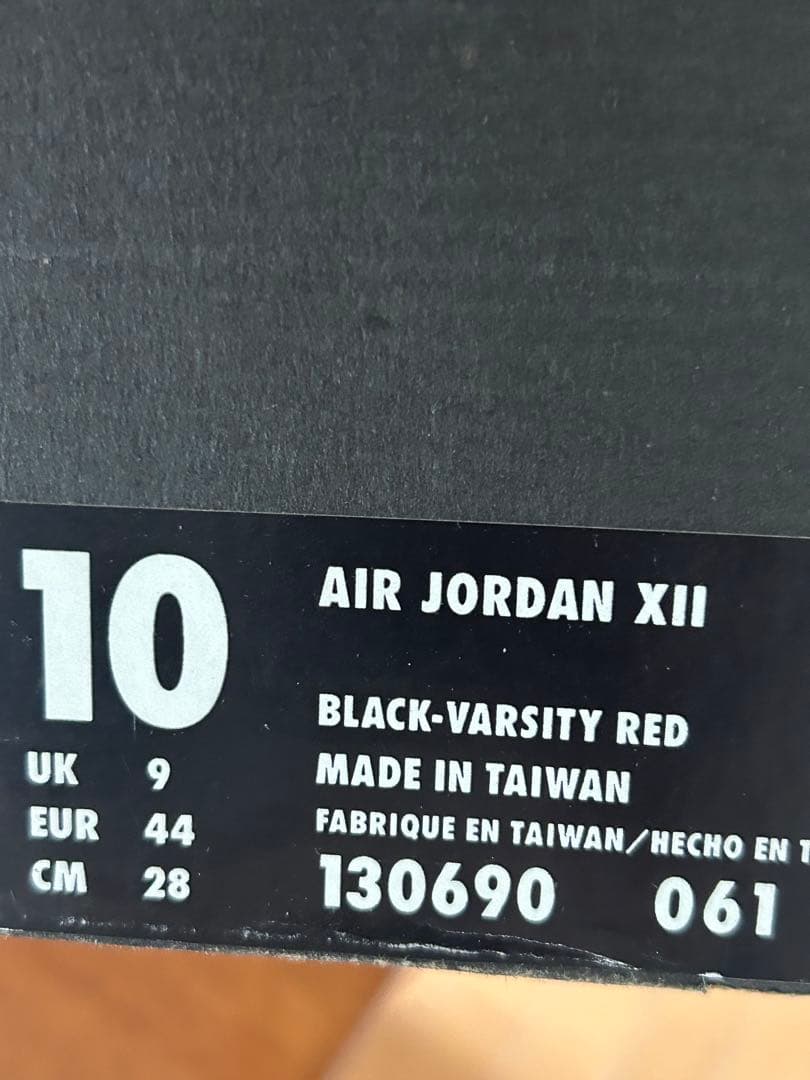 10
AIR JORDAN XII
BLACK-VARSITY RED
UK 9
MADE IN TAIWAN
EUR 44
FABRIQUE EN TAIWAN/HECHO EN
CM 28
130690 061